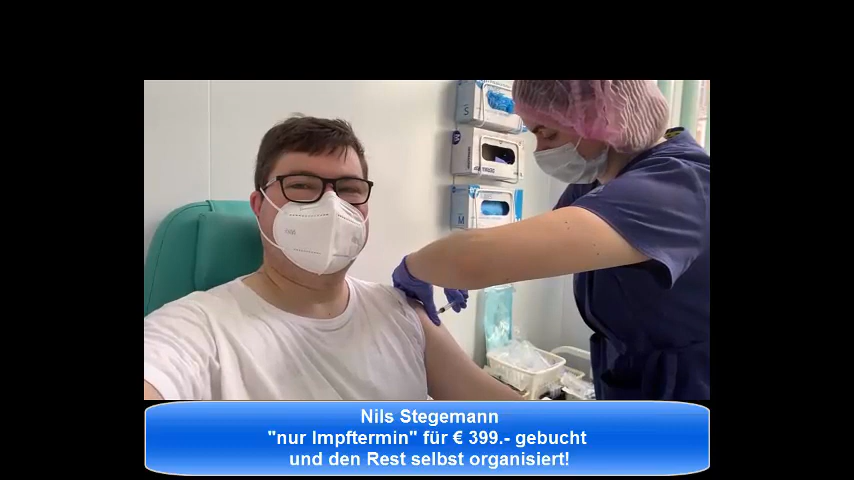 Nils Stegemann
"nur Impftermin" für € 399.- gebucht
und den Rest selbst organisiert!
S
M